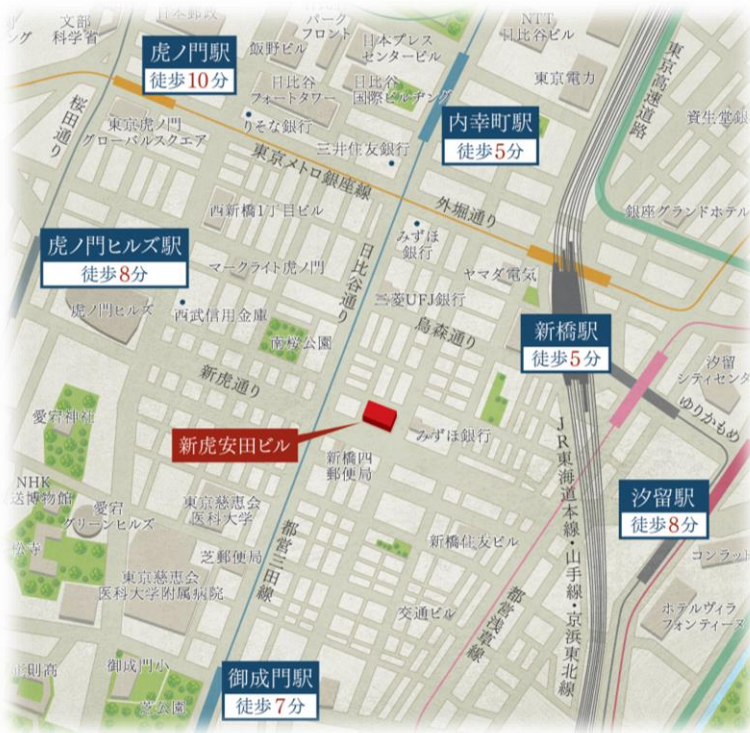 文部
科学省
日本郵政
パーク
フロント
飯野ビル
日本プレス
センタービル
NTT
日比谷ビル
虎ノ門駅
徒歩10分
日比谷
フォートタワー
日比谷
国際ビルヂング
東京電力
東京高速道路
桜田通り
東京虎ノ門
グローバルスクエア
りそな銀行
三井住友銀行
内幸町駅
徒歩5分
東京メトロ銀座線
外堀通り
西新橋1丁目ビル
みずほ
銀行
銀座グランドホテル
虎ノ門ヒルズ駅
徒歩8分
マークライト虎ノ門
日比谷通り
ヤマダ電気
三菱UFJ銀行
虎ノ門ヒルズ
西武信用金庫
烏森通り
新橋駅
徒歩5分
南桜公園
新虎通り
汐留
シティセンタ
ゆりかもめ
愛宕神社
新虎安田ビル
みずほ銀行
新橋四
郵便局
NHK
送博物館
愛宕
グリーンヒルズ
東京慈恵会
医科大学
JR東海道本線・山手線・京浜東北線
汐留駅
徒歩8分
芝郵便局
都営三田線
新橋住友ビル
コンラッド
東京慈恵会
医科大学附属病院
都営浅草線
交通ビル
ホテルヴィラ
フォンティーヌ
御成門小
芝公園
御成門駅
徒歩7分